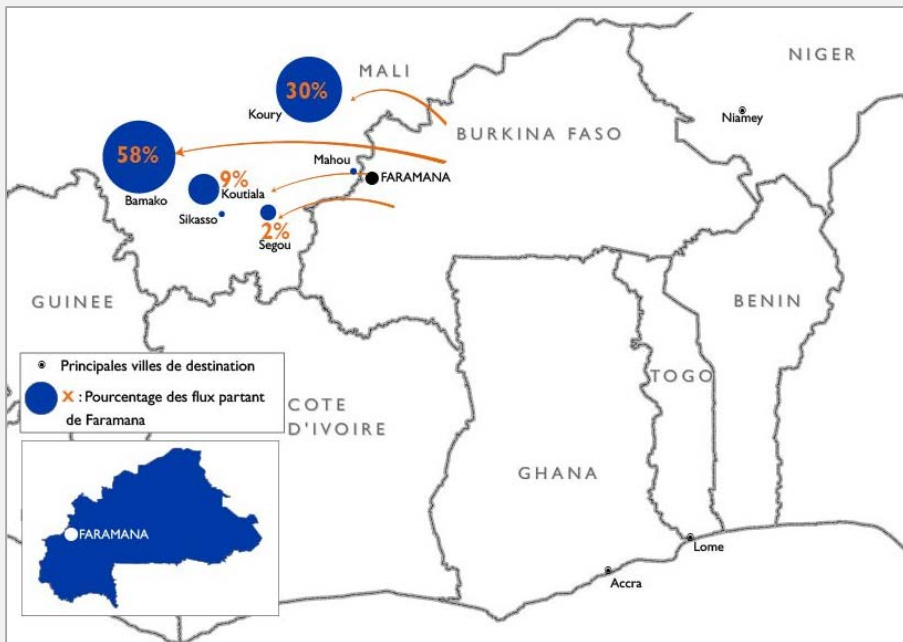 NIGER
MALI
30%
Koury
Niamey
BURKINA FASO
58%
Mahou
FARAMANA
9%
Koutiala
Bamako
Sikasso
2%
Segou
GUINEE
BENIN
Principales villes de destination
X : Pourcentage des flux partant
de Faramana
TOGO
COTE
D'IVOIRE
GHANA
FARAMANA
Lome
Accra